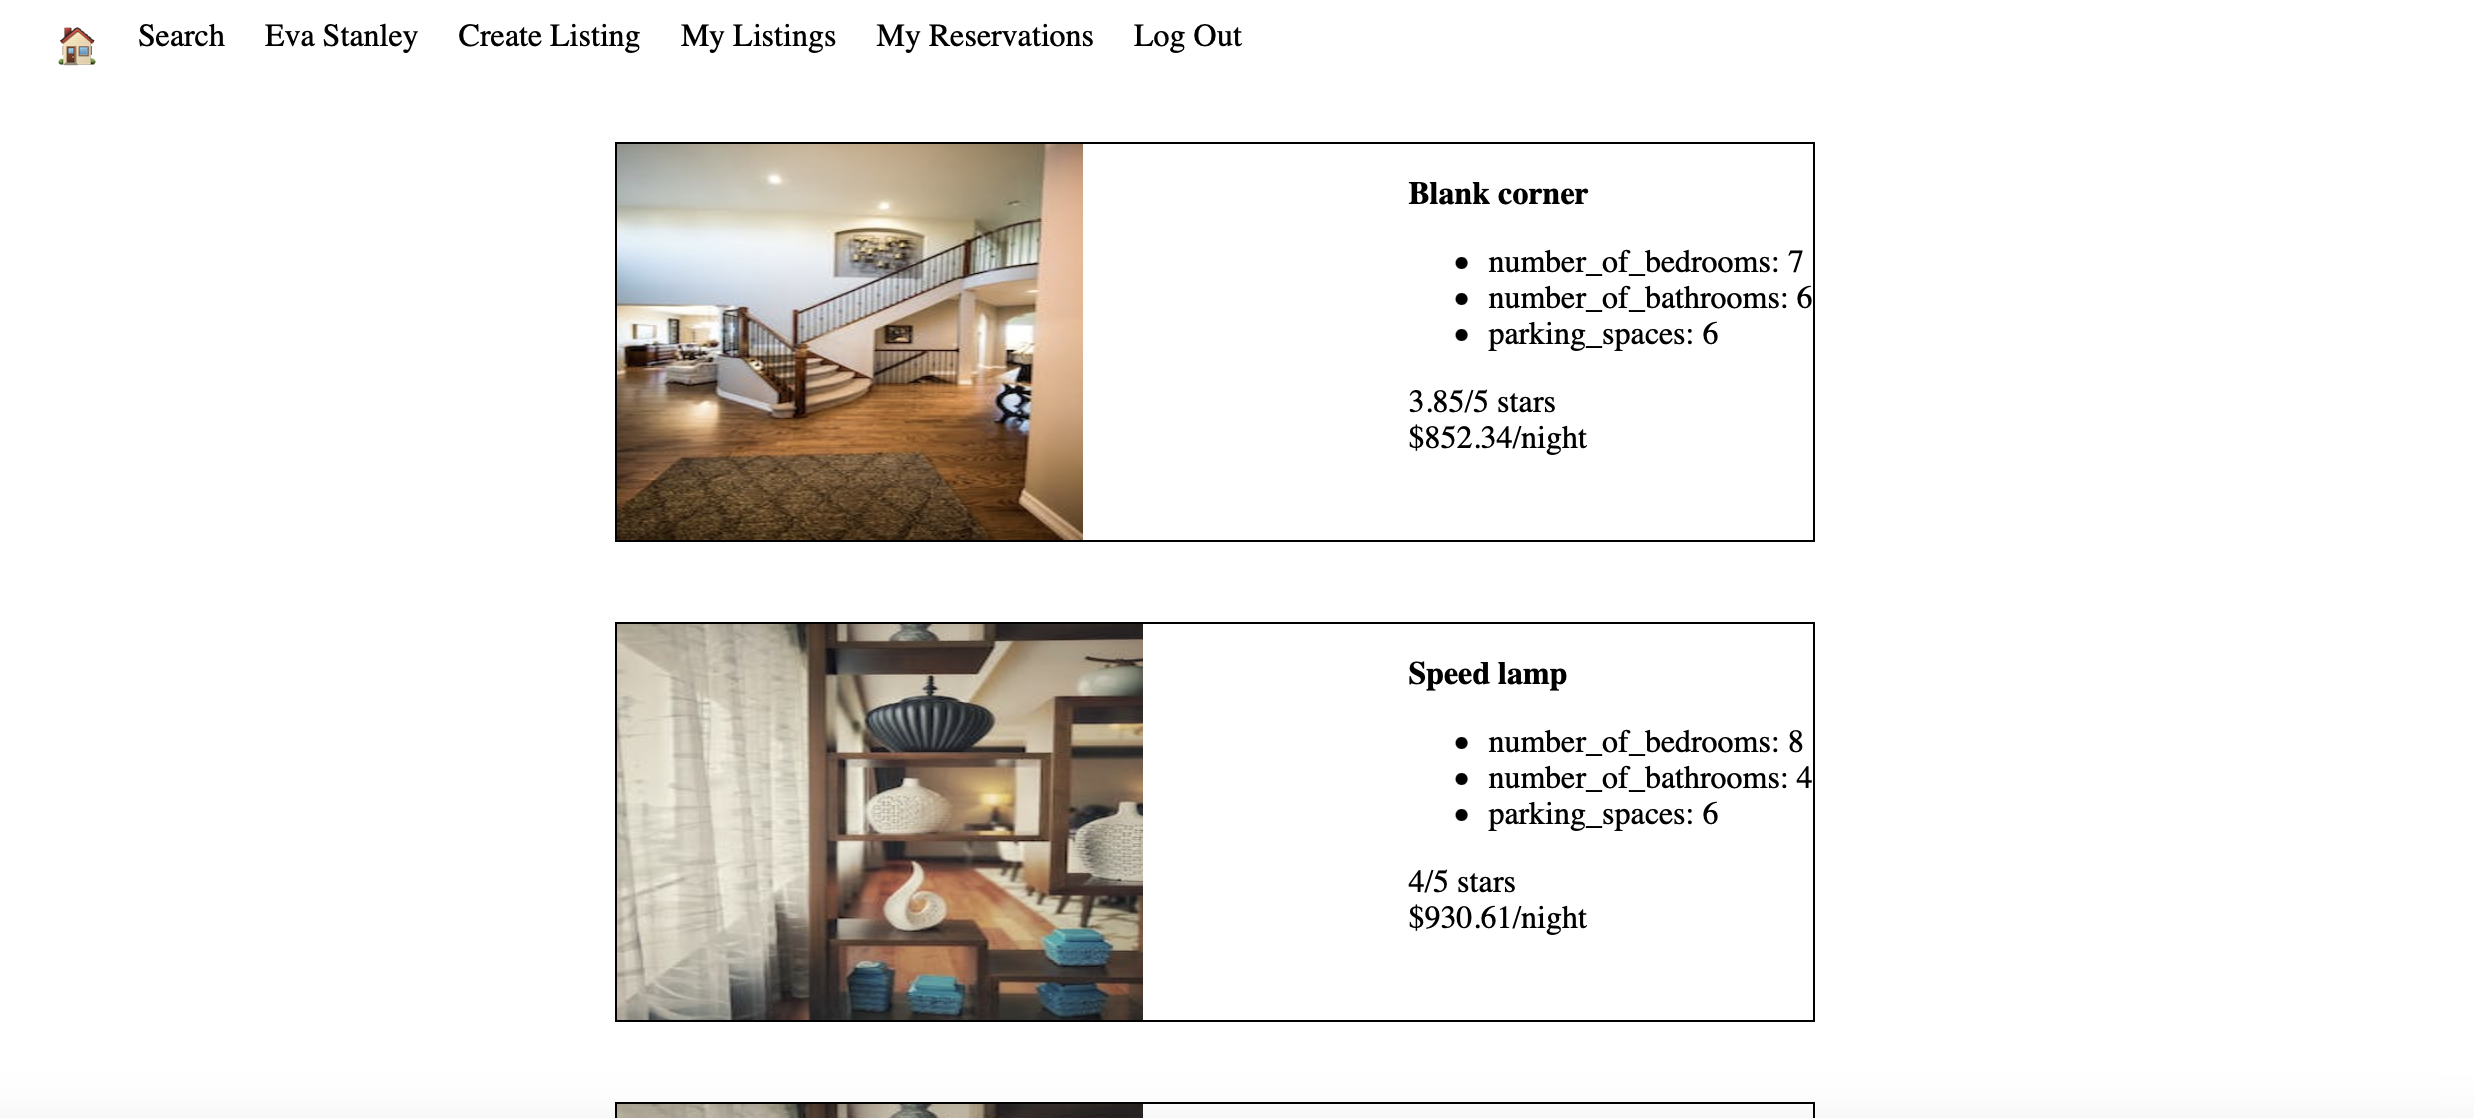 Search Eva Stanley Create Listing My Listings My Reservations Log Out
Blank corner
number_of_bedrooms: 7
number_of_bathrooms: 6
parking_spaces: 6
3.85/5 stars
$852.34/night
Speed lamp
number_of_bedrooms: 8
number_of_bathrooms: 4
parking_spaces: 6
4/5 stars
$930.61/night